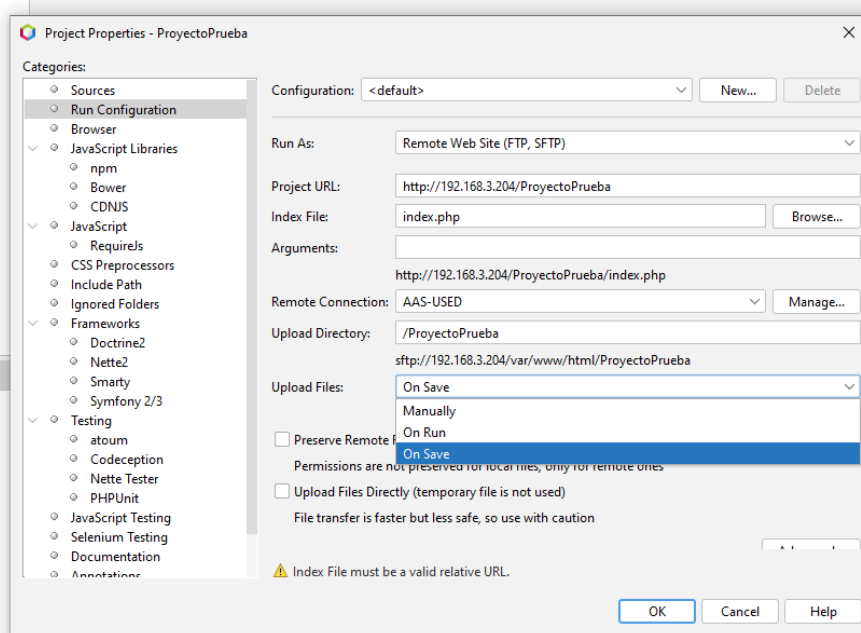 Project Properties - ProyectoPrueba
Categories:
Sources
Run Configuration
Browser
JavaScript Libraries
npm
Bower
CDNJS
JavaScript
RequireJs
CSS Preprocessors
Include Path
Ignored Folders
Frameworks
Doctrine2
Nette2
Smarty
Symfony 2/3
Testing
atoum
Codeception
Nette Tester
PHPUnit
JavaScript Testing
Selenium Testing
Documentation
Annotations
Configuration: <default> New... Delete
Run As: Remote Web Site (FTP, SFTP)
Project URL: http://192.168.3.204/ProyectoPrueba
Index File: index.php Browse...
Arguments:
http://192.168.3.204/ProyectoPrueba/index.php
Remote Connection: AAS-USED Manage...
Upload Directory: /ProyectoPrueba
sftp://192.168.3.204/var/www/html/ProyectoPrueba
Upload Files: On Save
Manually
On Run
On Save
Preserve Remote
Permissions are not preserved for local files, only for remote ones
Upload Files Directly (temporary file is not used)
File transfer is faster but less safe, so use with caution
Index File must be a valid relative URL.
OK Cancel Help